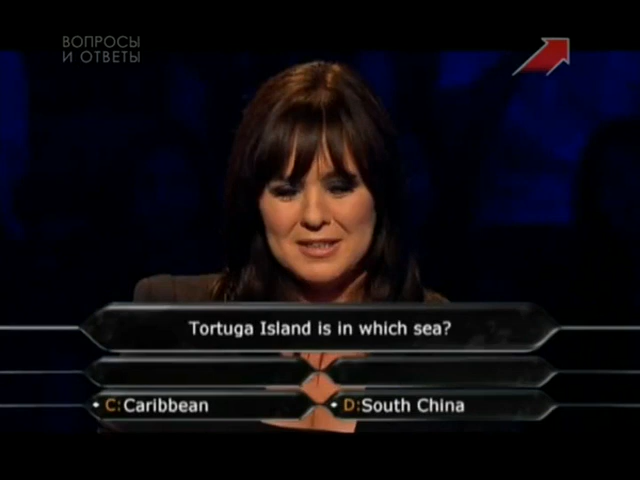 ВОПРОСЫ
И ОТВЕТЫ
Tortuga Island is in which sea?
C: Caribbean
D: South China